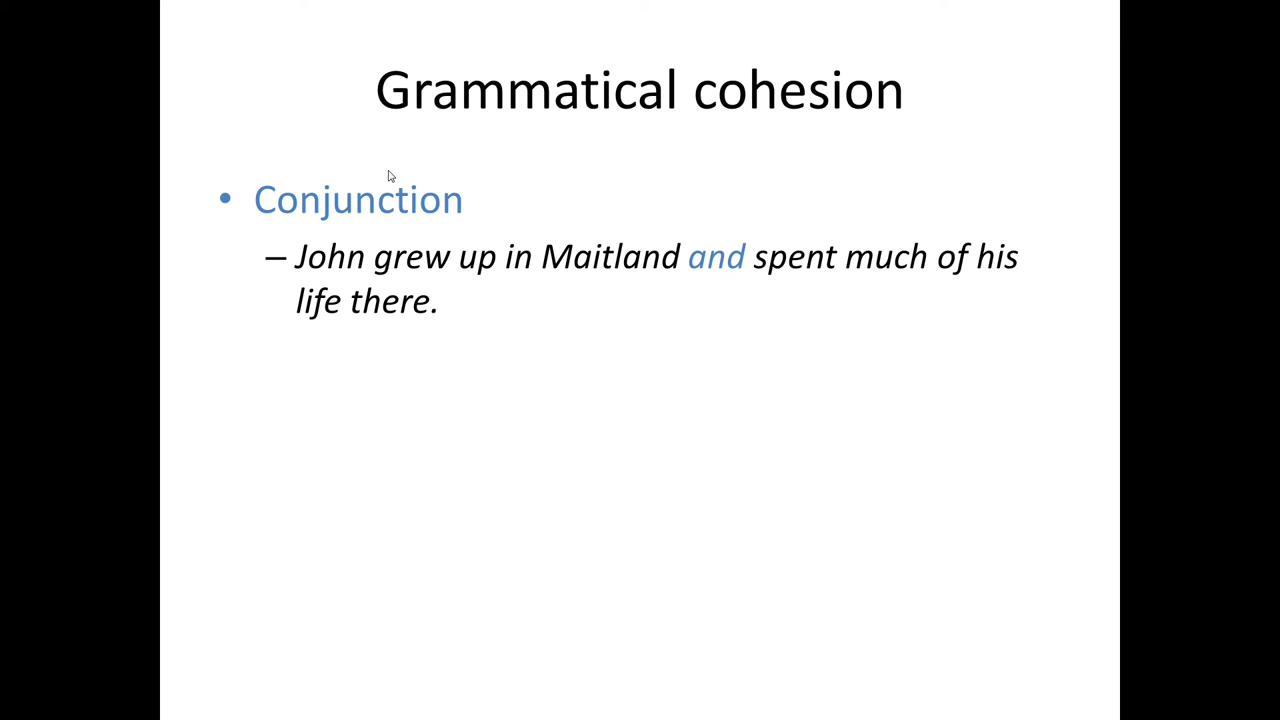 Grammatical cohesion
• Conjunction
– John grew up in Maitland and spent much of his
life there.